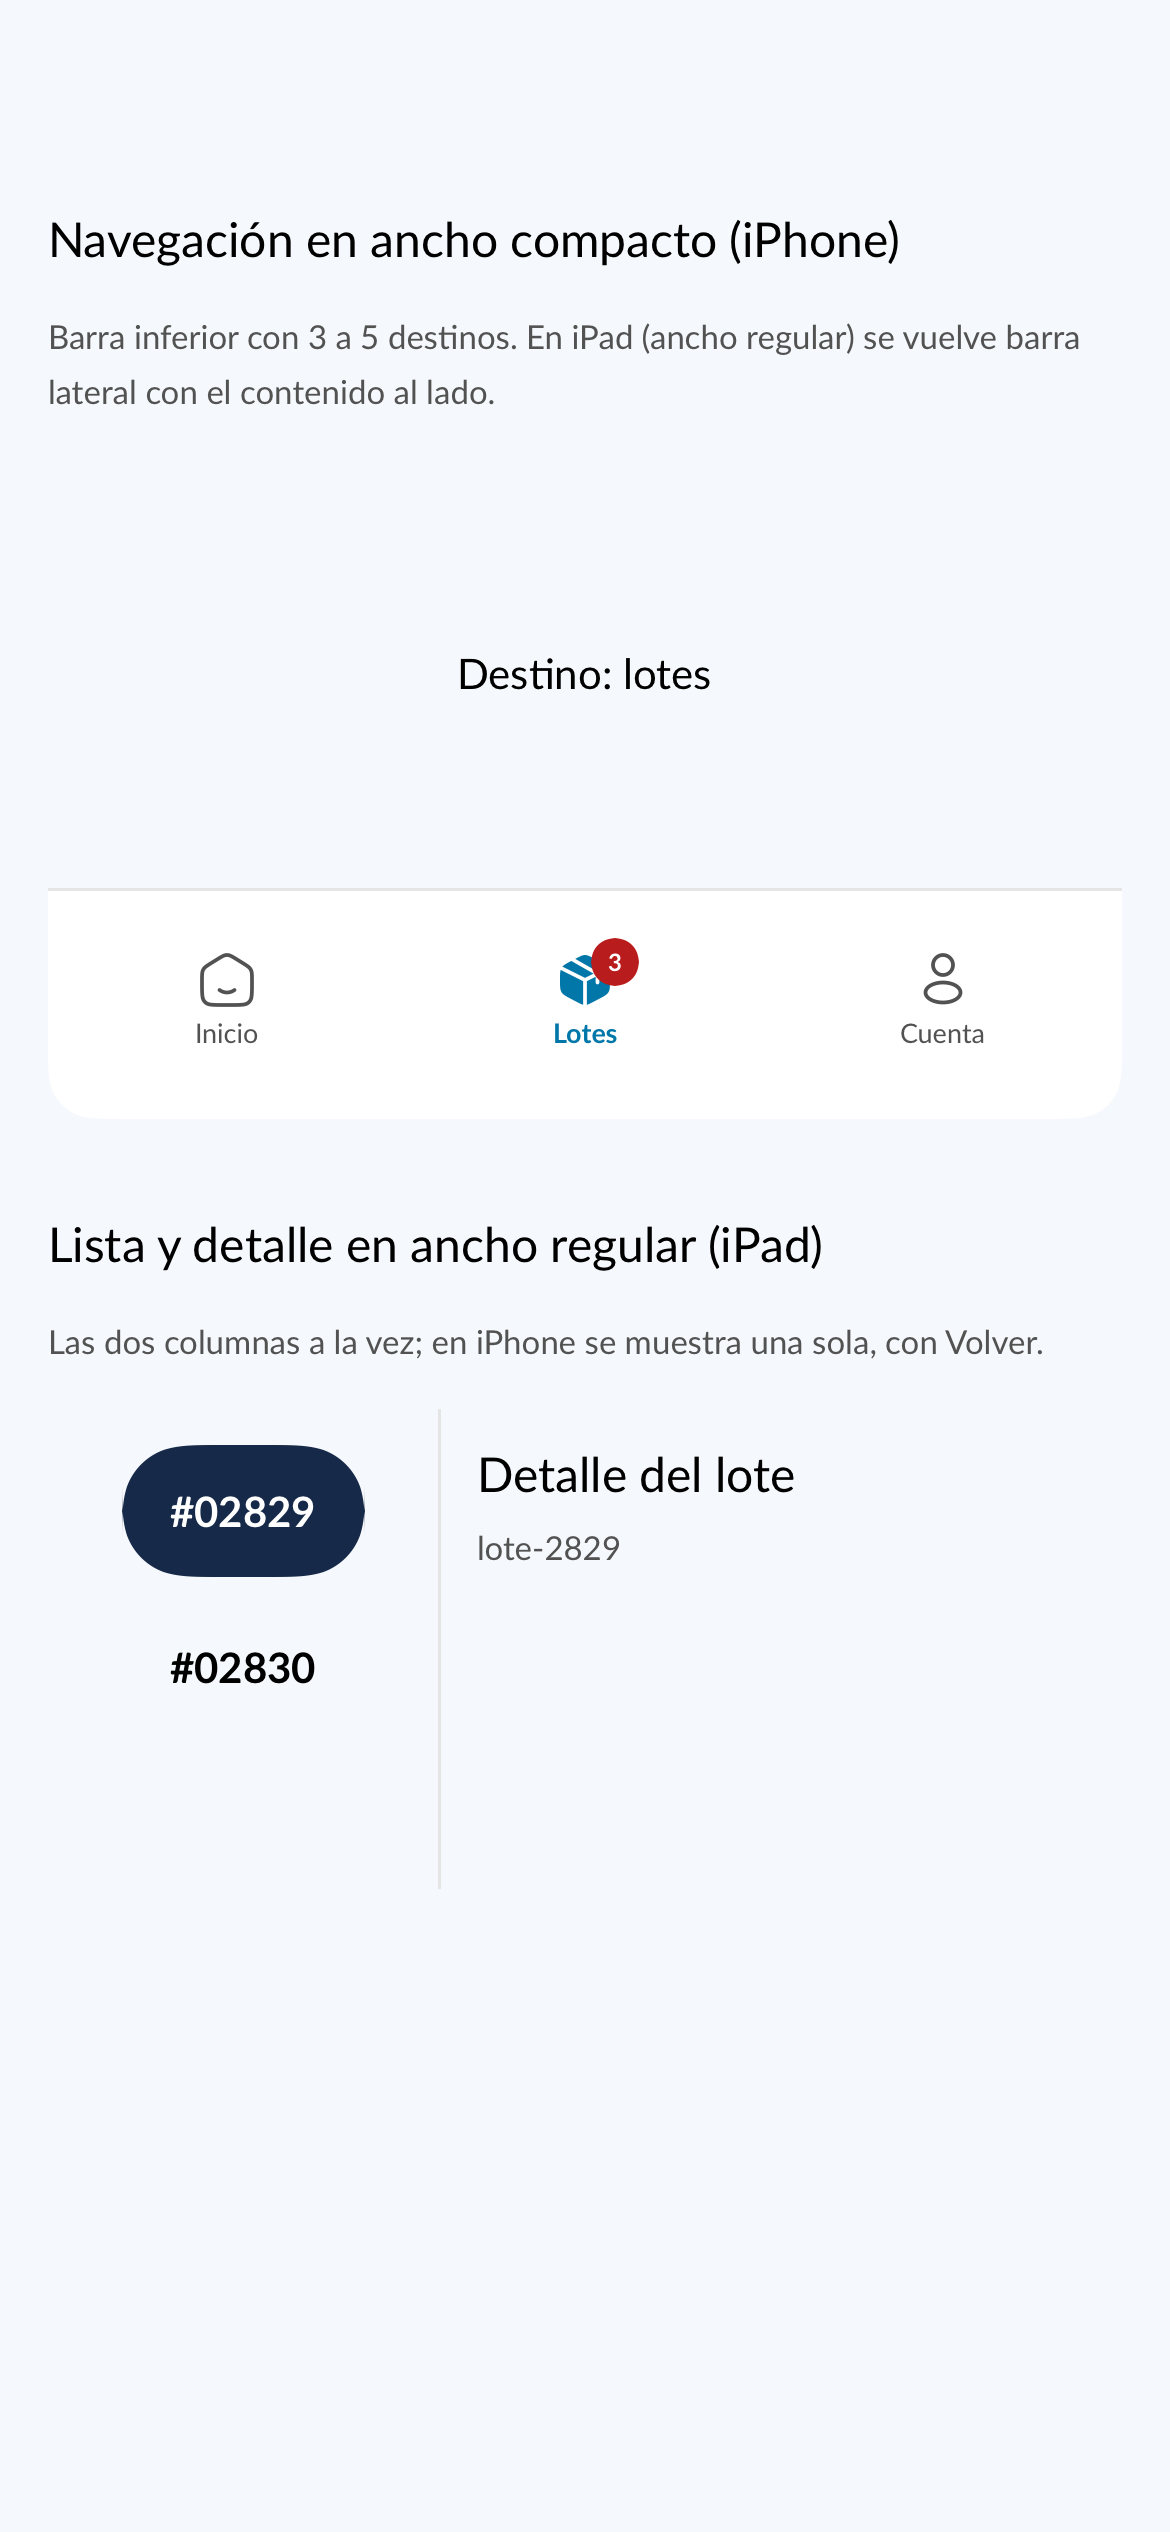 Navegación en ancho compacto (iPhone)
Barra inferior con 3 a 5 destinos. En iPad (ancho regular) se vuelve barra
lateral con el contenido al lado.
Destino: lotes
3
Inicio
Lotes
Cuenta
Lista y detalle en ancho regular (iPad)
Las dos columnas a la vez; en iPhone se muestra una sola, con Volver.
#02829
#02830
Detalle del lote
lote-2829